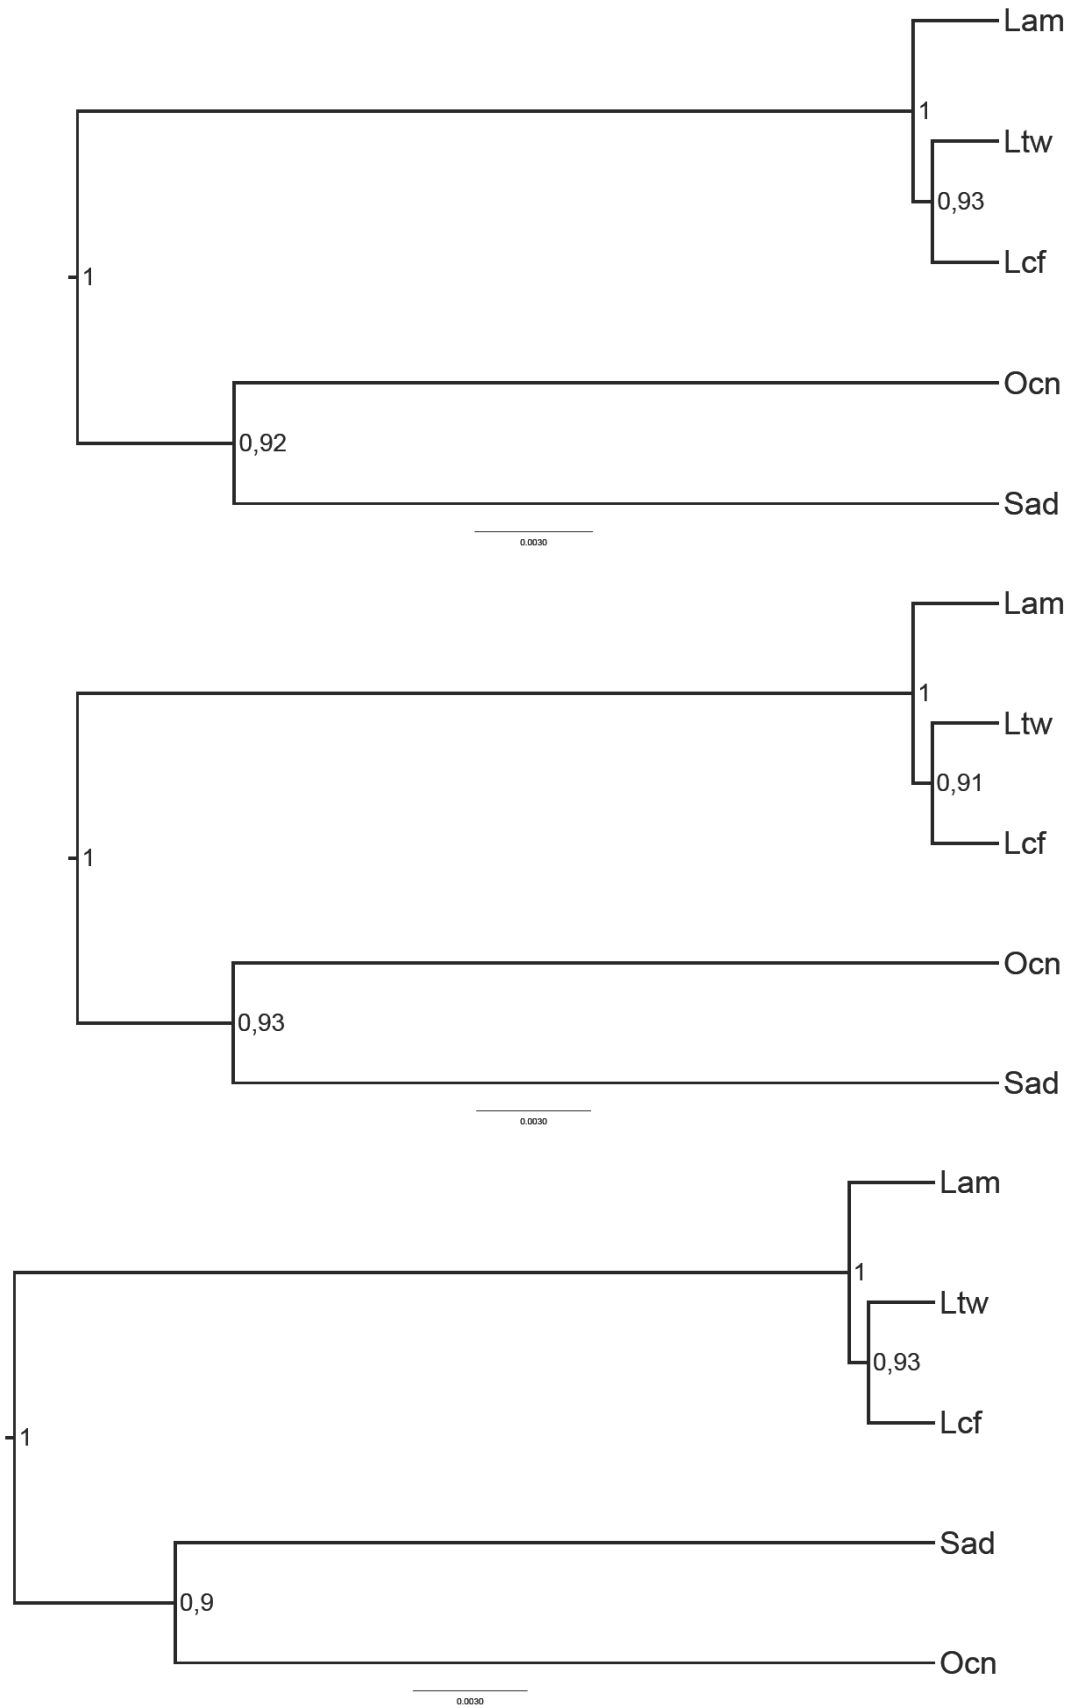 Lam
1
Ltw
0,93
Lcf
1
Ocn
0,92
Sad
0.0030
Lam
1
Ltw
0,91
Lcf
1
Ocn
0,93
Sad
0.0030
Lam
1
Ltw
0,93
Lcf
1
Sad
0,9
Ocn
0.0030